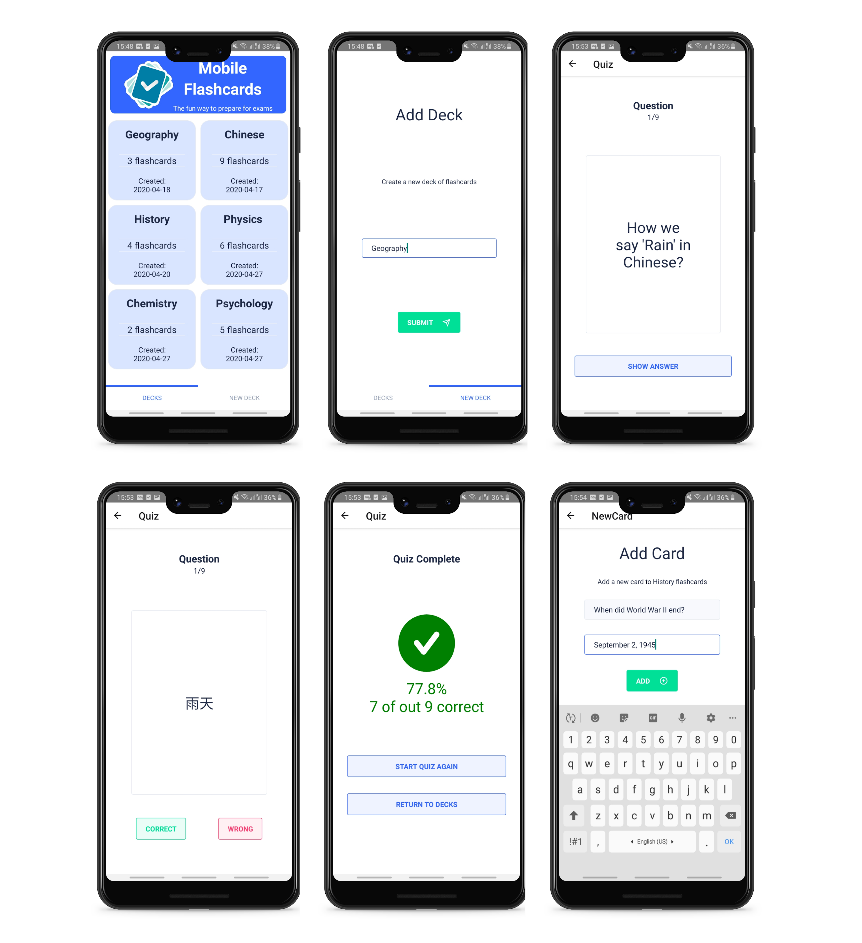 15:48 38%
Mobile
Flashcards
The fun way to prepare for exams
Geography
3 flashcards
Created:
2020-04-18
Chinese
9 flashcards
Created:
2020-04-17
History
4 flashcards
Created:
2020-04-20
Physics
6 flashcards
Created:
2020-04-27
Chemistry
2 flashcards
Created:
2020-04-27
Psychology
5 flashcards
Created:
2020-04-27
DECKS
NEW DECK
15:48 38%
Add Deck
Create a new deck of flashcards
Geography
SUBMIT
DECKS
NEW DECK
15:53 36%
Quiz
Question
1/9
How we
say 'Rain' in
Chinese?
SHOW ANSWER
15:53 36%
Quiz
Question
1/9
雨天
CORRECT
WRONG
15:53 36%
Quiz
Quiz Complete
77.8%
7 of out 9 correct
START QUIZ AGAIN
RETURN TO DECKS
15:54 36%
NewCard
Add Card
Add a new card to History flashcards
When did World War II end?
September 2, 1945
ADD
GIF
1 2 3 4 5 6 7 8 9 0
q w e r t y u i o p
a s d f g h j k l
z x c v b n m
!#1 , English (US) . OK